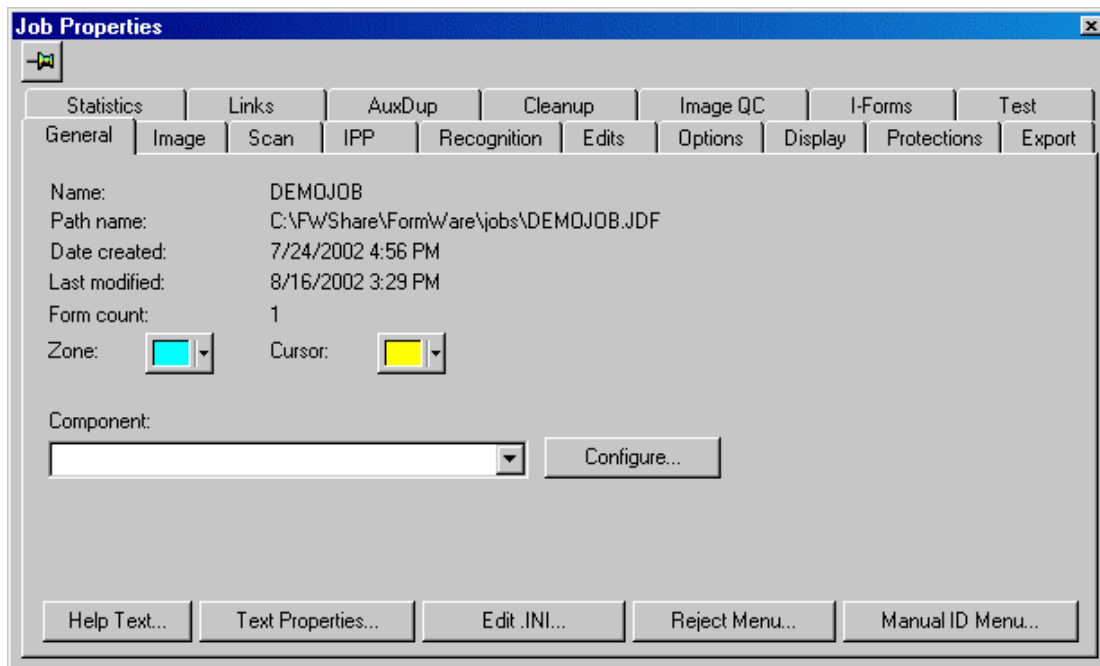 Job Properties
Statistics Links AuxDup Cleanup Image QC I-Forms Test
General Image Scan IPP Recognition Edits Options Display Protections Export
Name: DEMOJOB
Path name: C:\FWShare\FormWare\jobs\DEMOJOB.JDF
Date created: 7/24/2002 4:56 PM
Last modified: 8/16/2002 3:29 PM
Form count: 1
Zone: Cursor:
Component:
Configure...
Help Text... Text Properties... Edit .INI... Reject Menu... Manual ID Menu...